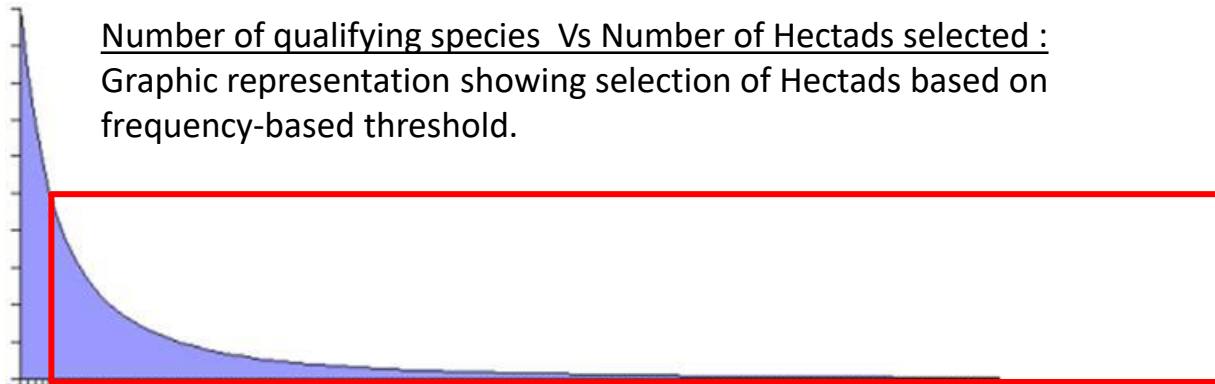 Number of qualifying species  Vs Number of Hectads selected :
Graphic representation showing selection of Hectads based on
frequency-based threshold.